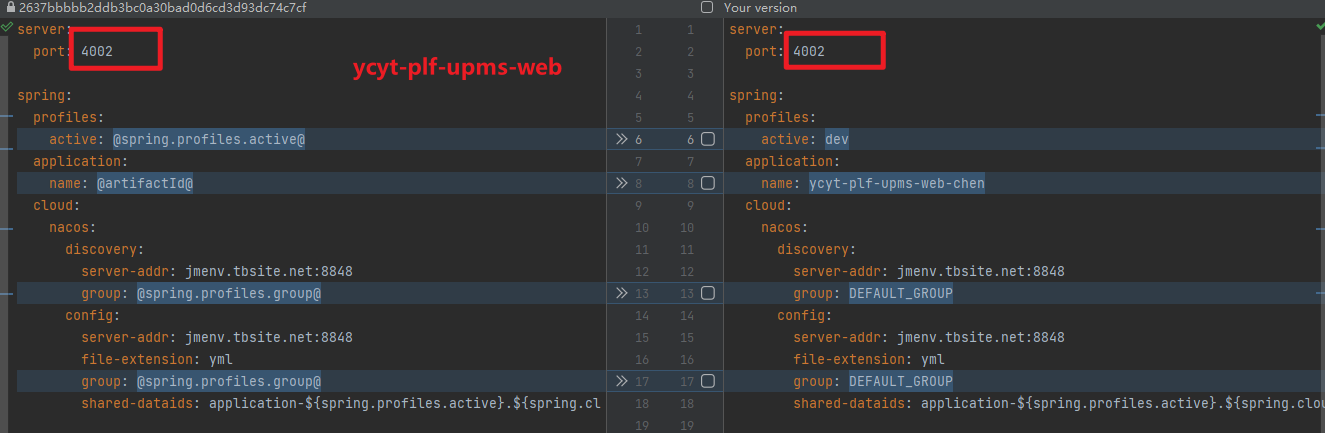 2637bbbbb2ddb3bc0a30bad0d6cd3d93dc74c7cf
Your version
server:
port: 4002
ycyt-plf-upms-web
spring:
profiles:
active: @spring.profiles.active@
application:
name: @artifactId@
cloud:
nacos:
discovery:
server-addr: jmenv.tbsite.net:8848
group: @spring.profiles.group@
config:
server-addr: jmenv.tbsite.net:8848
file-extension: yml
group: @spring.profiles.group@
shared-dataids: application-${spring.profiles.active}.${spring.cl
1 1
2 2
3 3
4 4
5 5
6 6
7 7
8 8
9 9
10 10
11 11
12 12
13 13
14 14
15 15
16 16
17 17
18 18
19 19
server:
port: 4002
spring:
profiles:
active: dev
application:
name: ycyt-plf-upms-web-chen
cloud:
nacos:
discovery:
server-addr: jmenv.tbsite.net:8848
group: DEFAULT_GROUP
config:
server-addr: jmenv.tbsite.net:8848
file-extension: yml
group: DEFAULT_GROUP
shared-dataids: application-${spring.profiles.active}.${spring.clou